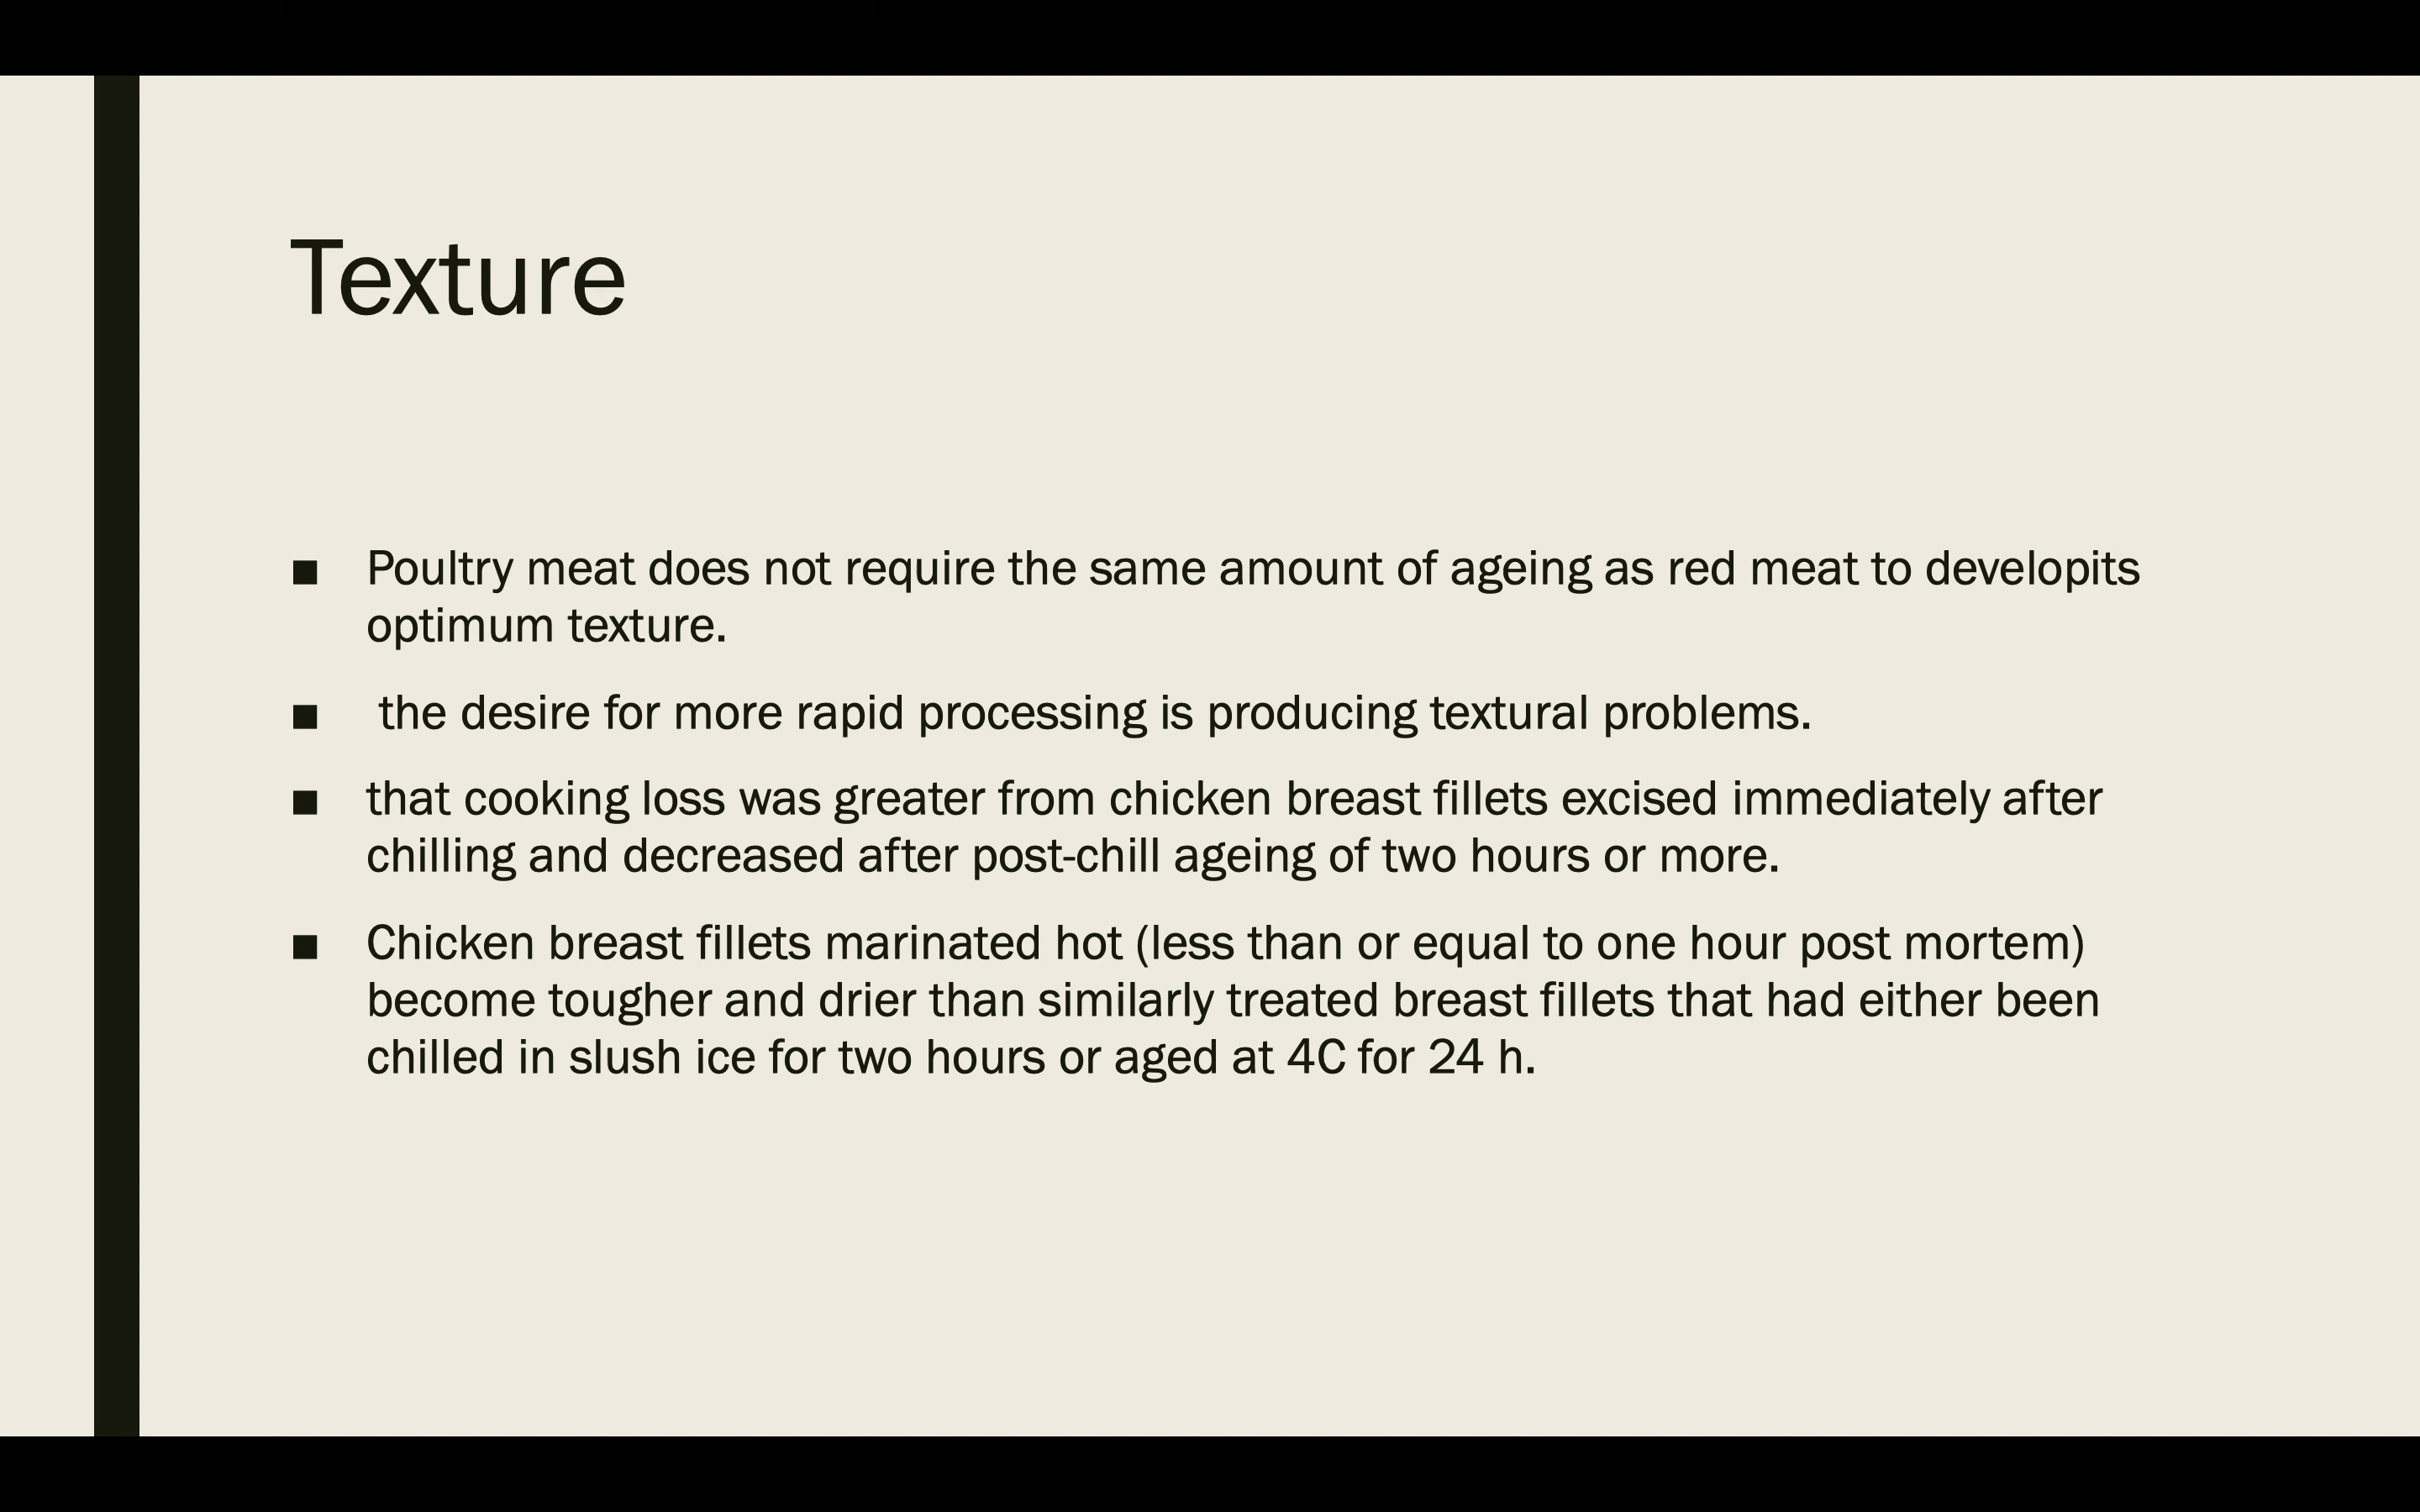 Texture
■ Poultry meat does not require the same amount of ageing as red meat to developits
optimum texture.
■ the desire for more rapid processing is producing textural problems.
■ that cooking loss was greater from chicken breast fillets excised immediately after
chilling and decreased after post-chill ageing of two hours or more.
■ Chicken breast fillets marinated hot (less than or equal to one hour post mortem)
become tougher and drier than similarly treated breast fillets that had either been
chilled in slush ice for two hours or aged at 4C for 24 h.